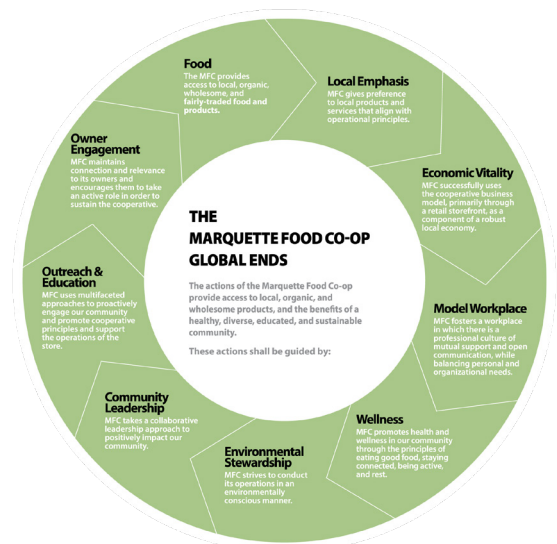 THE
MARQUETTE FOOD CO-OP
GLOBAL ENDS
The actions of the Marquette Food Co-op
provide access to local, organic, and
wholesome products, and the benefits of a
healthy, diverse, educated, and sustainable
community.
These actions shall be guided by:
Food
The MFC provides
access to local, organic,
wholesome, and
fairly-traded food and
products.
Local Emphasis
MFC gives preference
to local products and
services that align with
operational principles.
Economic Vitality
MFC successfully uses
the cooperative business
model, primarily through
a retail storefront, as a
component of a robust
local economy.
Model Workplace
MFC fosters a workplace
in which there is a
professional culture of
mutual support and open
communication, while
balancing personal and
organizational needs.
Wellness
MFC promotes health and
wellness in our community
through the principles of
eating good food, staying
connected, being active,
and rest.
Environmental
Stewardship
MFC strives to conduct
its operations in an
environmentally
conscious manner.
Community
Leadership
MFC takes a collaborative
leadership approach to
positively impact our
community.
Outreach &
Education
MFC uses multifaceted
approaches to proactively
engage our community
and promote cooperative
principles and support
the operations of the
store.
Owner
Engagement
MFC maintains
connection and relevance
to its owners and
encourages them to take
an active role in order to
sustain the cooperative.